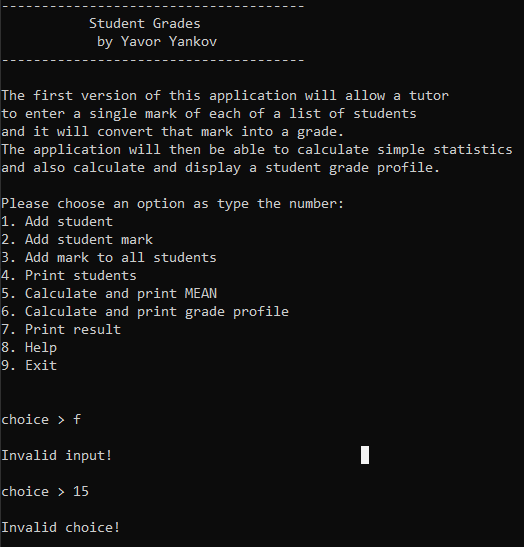 --------------------------------------
Student Grades
by Yavor Yankov
--------------------------------------
The first version of this application will allow a tutor
to enter a single mark of each of a list of students
and it will convert that mark into a grade.
The application will then be able to calculate simple statistics
and also calculate and display a student grade profile.
Please choose an option as type the number:
1. Add student
2. Add student mark
3. Add mark to all students
4. Print students
5. Calculate and print MEAN
6. Calculate and print grade profile
7. Print result
8. Help
9. Exit
choice > f
Invalid input!
choice > 15
Invalid choice!